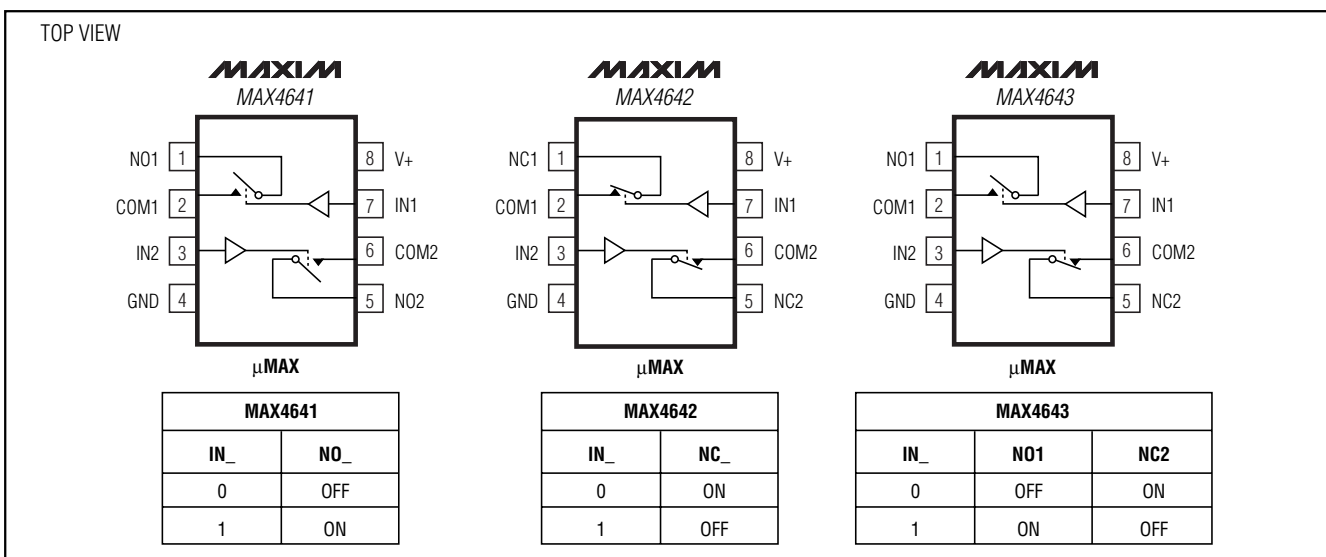 TOP VIEW
MAXIM
MAX4641
NO1 1
COM1 2
IN2 3
GND 4
8 V+
7 IN1
6 COM2
5 NO2
µMAX
MAXIM
MAX4642
NC1 1
COM1 2
IN2 3
GND 4
8 V+
7 IN1
6 COM2
5 NC2
µMAX
MAXIM
MAX4643
NO1 1
COM1 2
IN2 3
GND 4
8 V+
7 IN1
6 COM2
5 NC2
µMAX
MAX4641
IN_ NO_
0 OFF
1 ON
MAX4642
IN_ NC_
0 ON
1 OFF
MAX4643
IN_ NO1 NC2
0 OFF ON
1 ON OFF